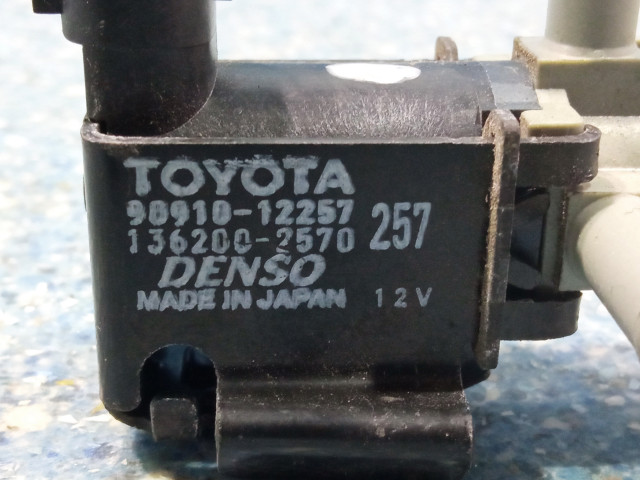 TOYOTA
90910-12257
136200-2570 257
DENSO
MADE IN JAPAN 12V